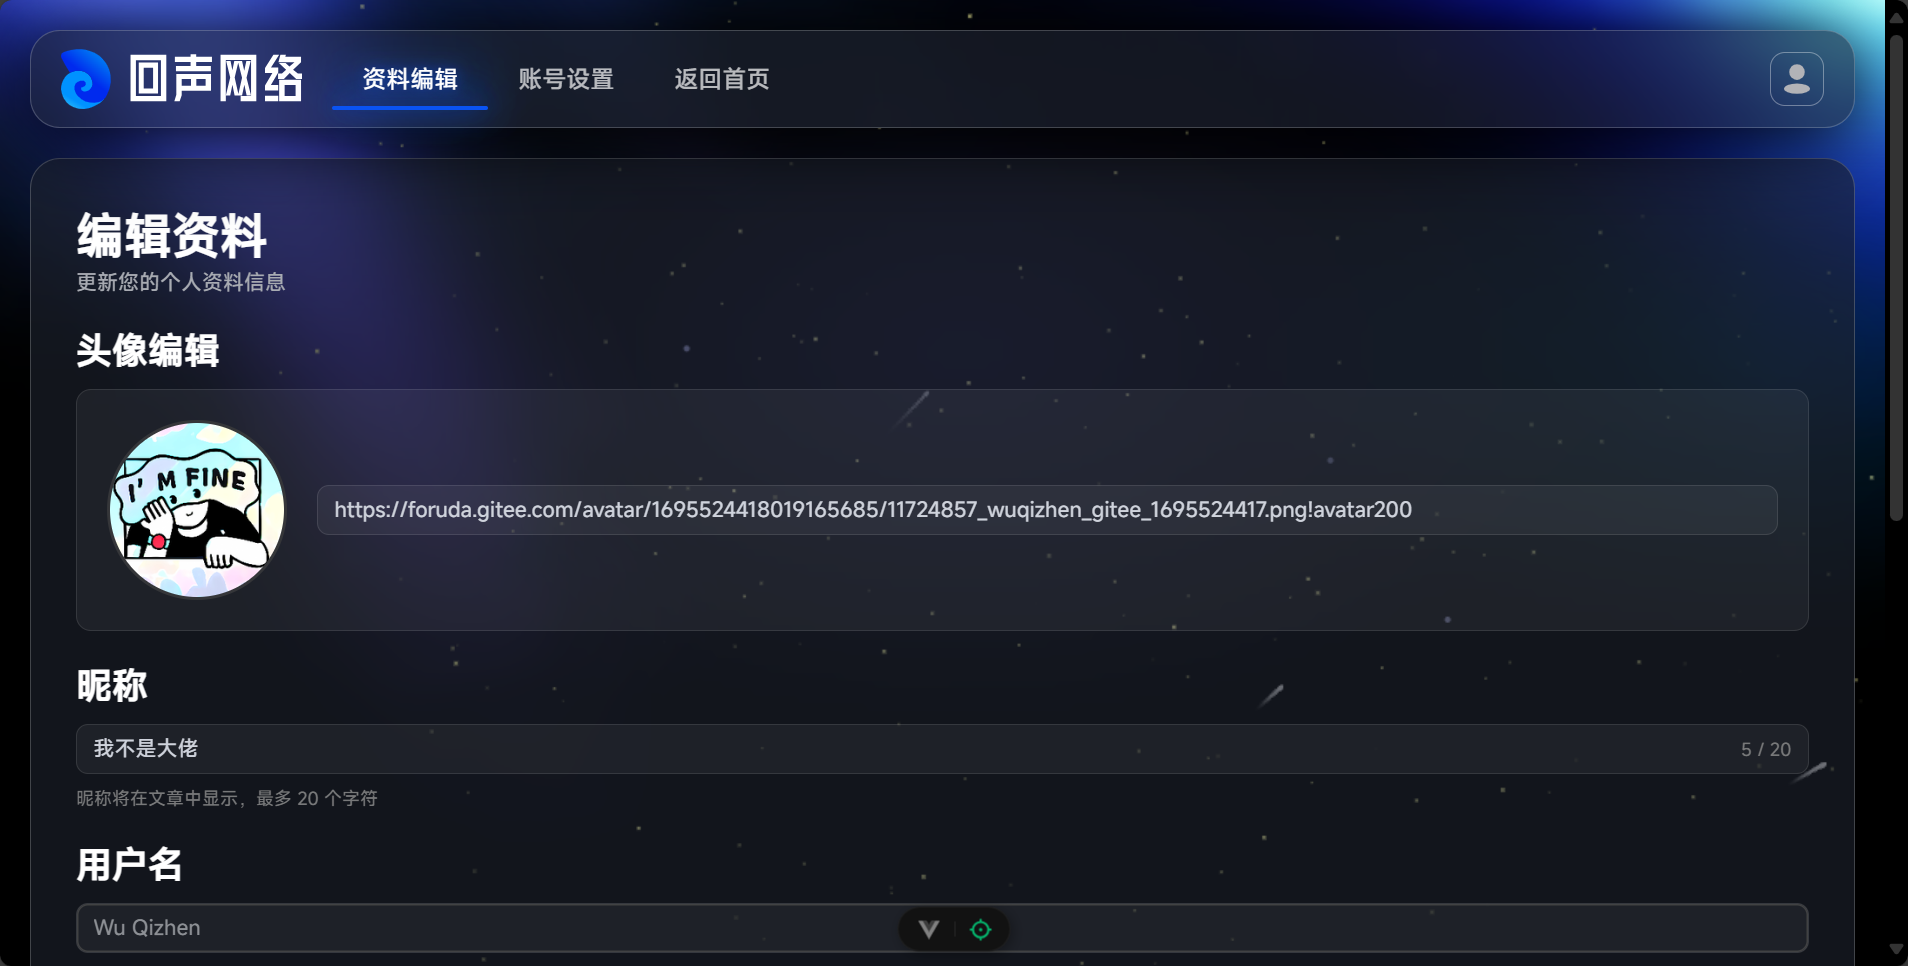 回声网络
资料编辑
账号设置
返回首页
编辑资料
更新您的个人资料信息
头像编辑
I'M FINE
https://foruda.gitee.com/avatar/1695524418019165685/11724857_wuqizhen_gitee_1695524417.png!avatar200
昵称
我不是大佬
5 / 20
昵称将在文章中显示，最多 20 个字符
用户名
Wu Qizhen